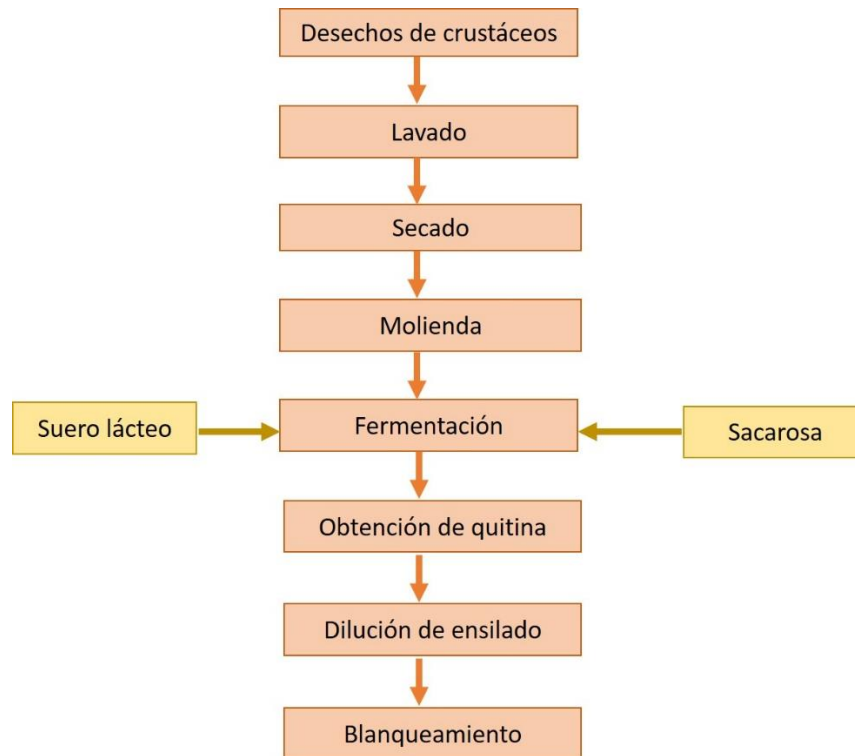 Desechos de crustáceos
Lavado
Secado
Molienda
Suero lácteo
Fermentación
Sacarosa
Obtención de quitina
Dilución de ensilado
Blanqueamiento